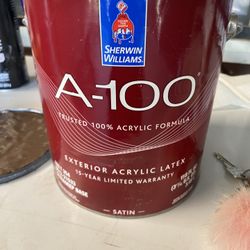 SHERWIN
WILLIAMS
A-100
TRUSTED 100% ACRYLIC FORMULA
EXTERIOR ACRYLIC LATEX
15-YEAR LIMITED WARRANTY
SATIN